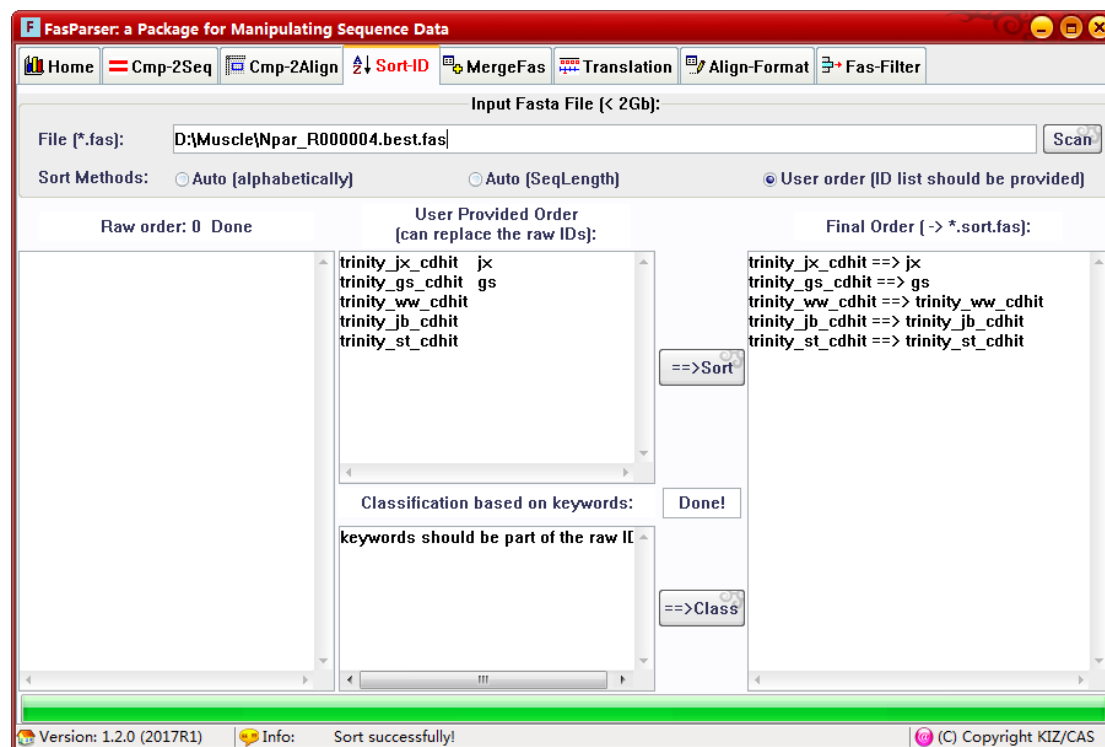 FasParser: a Package for Manipulating Sequence Data
Home Cmp-2Seq Cmp-2Align Sort-ID MergeFas Translation Align-Format Fas-Filter
Input Fasta File (< 2Gb):
File (*.fas): D:\Muscle\Npar_R000004.best.fas Scan
Sort Methods: Auto (alphabetically) Auto (SeqLength) User order (ID list should be provided)
Raw order: 0 Done
User Provided Order
(can replace the raw IDs):
Final Order ( -> *.sort.fas):
trinity_jx_cdhit jx
trinity_gs_cdhit gs
trinity_ww_cdhit
trinity_jb_cdhit
trinity_st_cdhit
==>Sort
trinity_jx_cdhit ==> jx
trinity_gs_cdhit ==> gs
trinity_ww_cdhit ==> trinity_ww_cdhit
trinity_jb_cdhit ==> trinity_jb_cdhit
trinity_st_cdhit ==> trinity_st_cdhit
Classification based on keywords: Done!
keywords should be part of the raw
==>Class
Version: 1.2.0 (2017R1) Info: Sort successfully! (C) Copyright KIZ/CAS